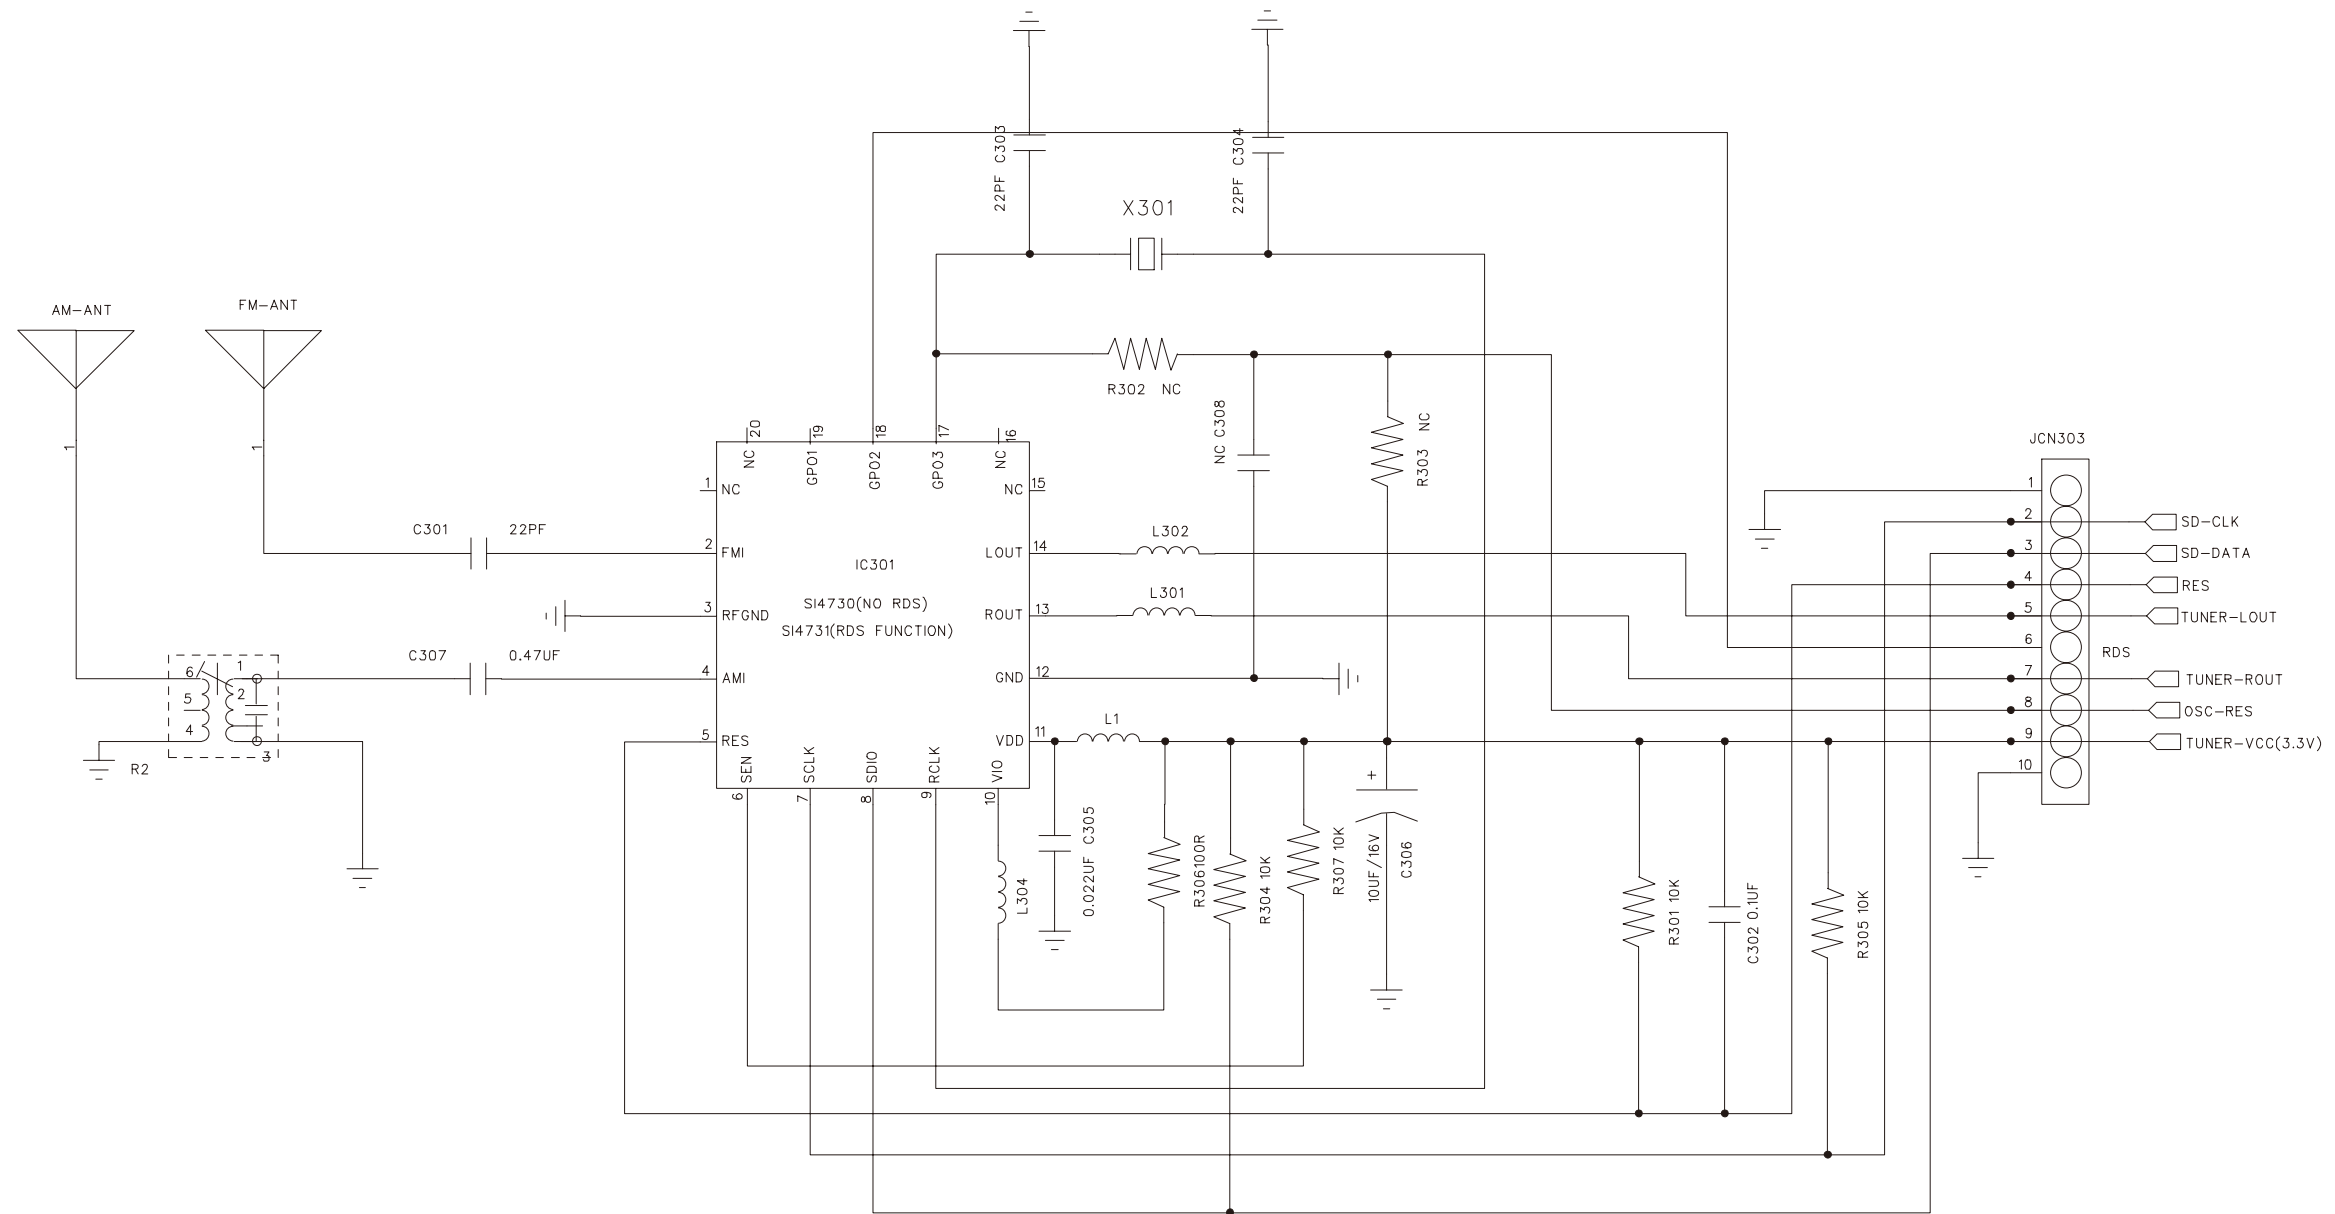 22PF C303
22PF C304
X301
AM-ANT
FM-ANT
1
1
R302 NC
NC C308
R303 NC
JCN303
20
19
18
17
16
NC
GPO1
GPO2
GPO3
NC
1 NC
NC 15
C301 22PF
2 FMI
LOUT 14
L302
IC301
SI4730(NO RDS)
SI4731(RDS FUNCTION)
3 RFGND
ROUT 13
L301
C307 0.47UF
4 AMI
GND 12
5 RES
VDD 11
L1
SEN
SCLK
SDIO
RCLK
VIO
6
7
8
9
10
6
5
4
1
2
3
R2
L304
0.022UF C305
R306100R
R304 10K
R307 10K
+
10UF/16V
C306
R301 10K
C302 0.1UF
R305 10K
1
2 SD-CLK
3 SD-DATA
4 RES
5 TUNER-LOUT
6 RDS
7 TUNER-ROUT
8 OSC-RES
9 TUNER-VCC(3.3V)
10